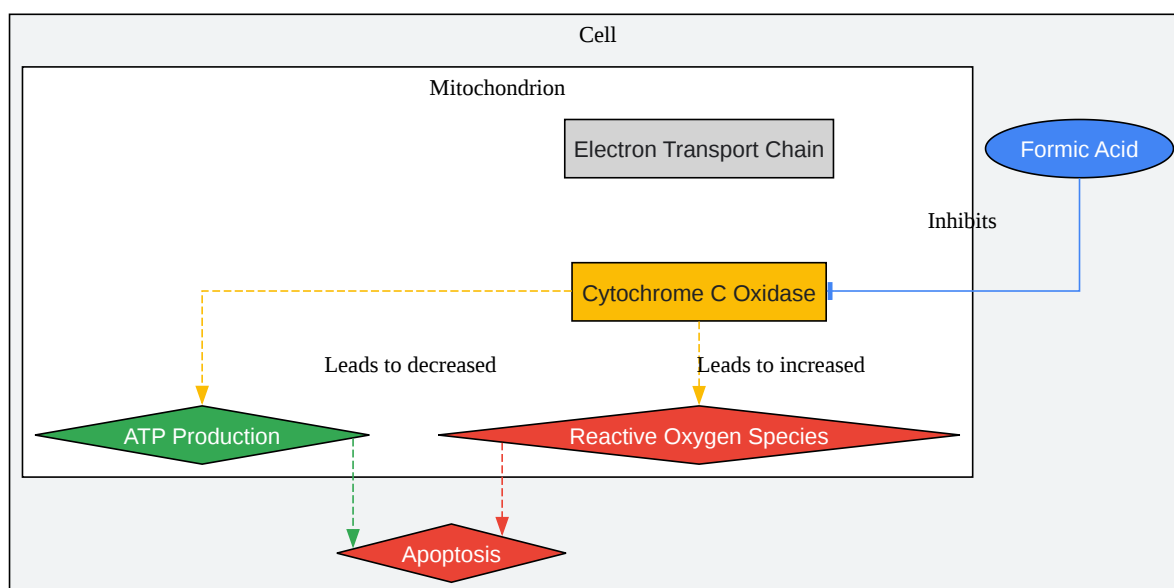 Cell
Mitochondrion
Electron Transport Chain
Formic Acid
Inhibits
Cytochrome C Oxidase
Leads to decreased
Leads to increased
ATP Production
Reactive Oxygen Species
Apoptosis